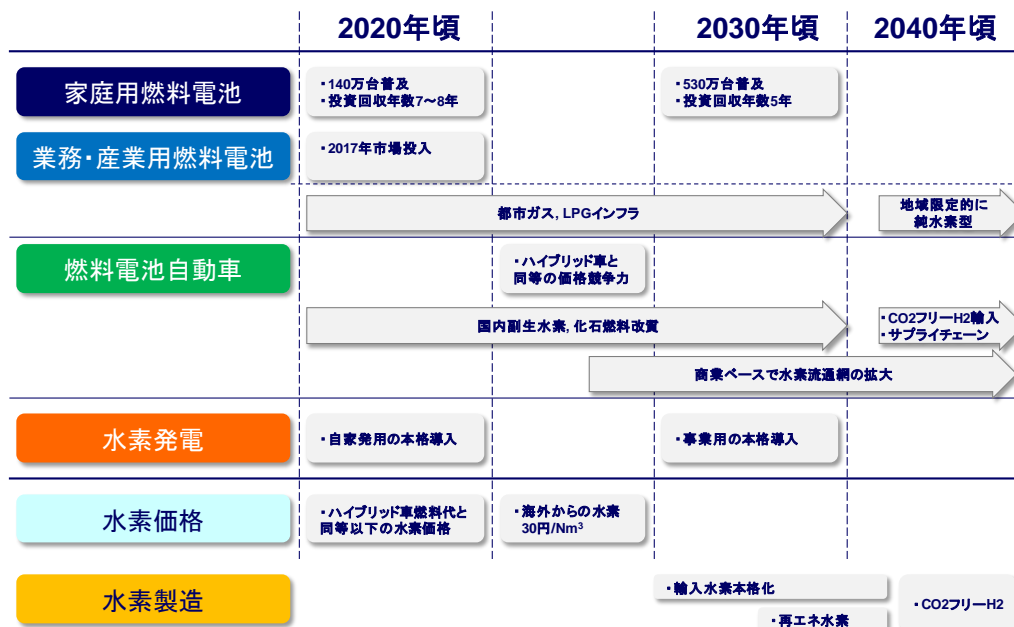 2020年頃
2030年頃
2040年頃
家庭用燃料電池
・140万台普及
・投資回収年数7～8年
・530万台普及
・投資回収年数5年
業務・産業用燃料電池
・2017年市場投入
都市ガス, LPGインフラ
地域限定的に
純水素型
燃料電池自動車
・ハイブリッド車と
同等の価格競争力
国内副生水素, 化石燃料改質
・CO2フリーH2輸入
・サプライチェーン
商業ベースで水素流通網の拡大
水素発電
・自家発用の本格導入
・事業用の本格導入
水素価格
・ハイブリッド車燃料代と
同等以下の水素価格
・海外からの水素
30円/Nm³
水素製造
・輸入水素本格化
・再エネ水素
・CO2フリーH2